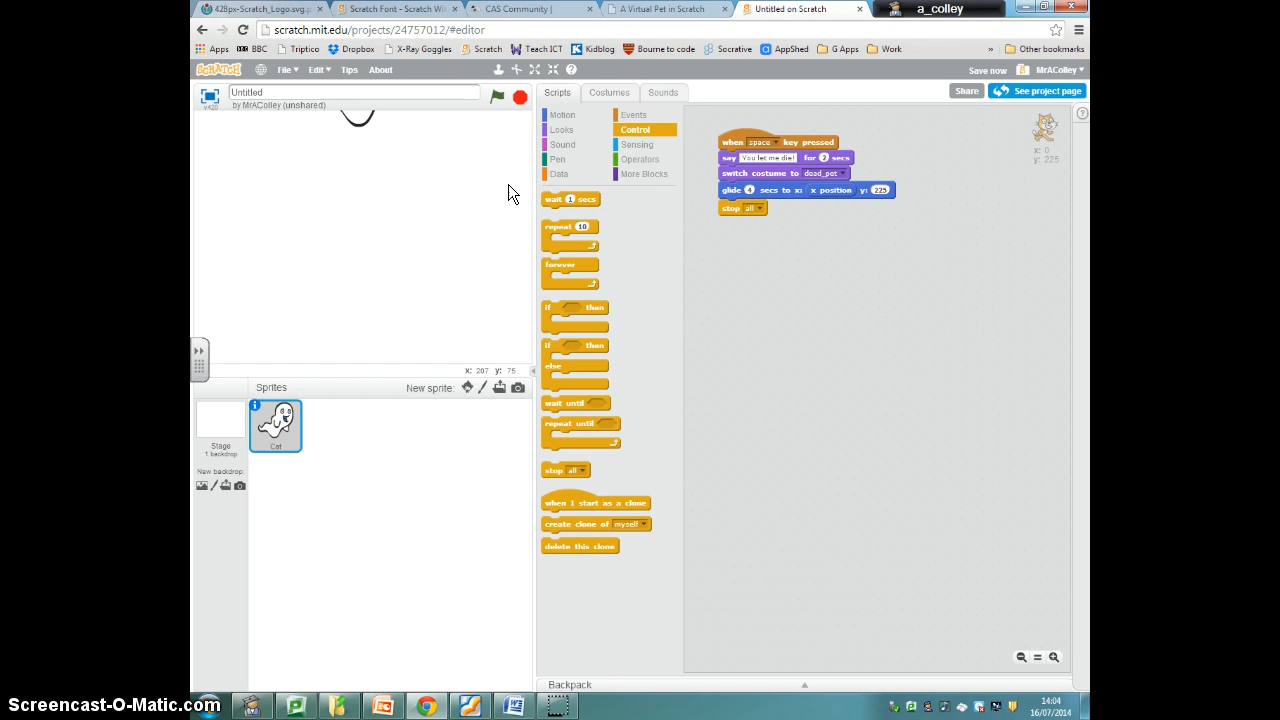 428px-Scratch_Logo.svg.p
Scratch Font - Scratch Wi
CAS Community |
A Virtual Pet in Scratch
Untitled on Scratch
a_colley
scratch.mit.edu/projects/24757012/#editor
Apps
BBC
Triptico
Dropbox
X-Ray Goggles
Scratch
Teach ICT
Kidblog
Bourne to code
Socrative
AppShed
G Apps
Work
»
Other bookmarks
SCRATCH
File
Edit
Tips
About
Save now
MrAColley
Untitled
by MrAColley (unshared)
v420
Scripts
Costumes
Sounds
Share
See project page
Motion
Looks
Sound
Pen
Data
Events
Control
Sensing
Operators
More Blocks
wait 1 secs
repeat 10
forever
if then
if then
else
wait until
repeat until
stop all
when I start as a clone
create clone of myself
delete this clone
when space key pressed
say You let me die! for 2 secs
switch costume to dead_pet
glide 4 secs to x: x position y: 225
stop all
x: 0
y: 225
x: 207 y: 75
Sprites
New sprite:
Stage
1 backdrop
New backdrop:
Cat
Backpack
14:04
16/07/2014
Screencast-O-Matic.com